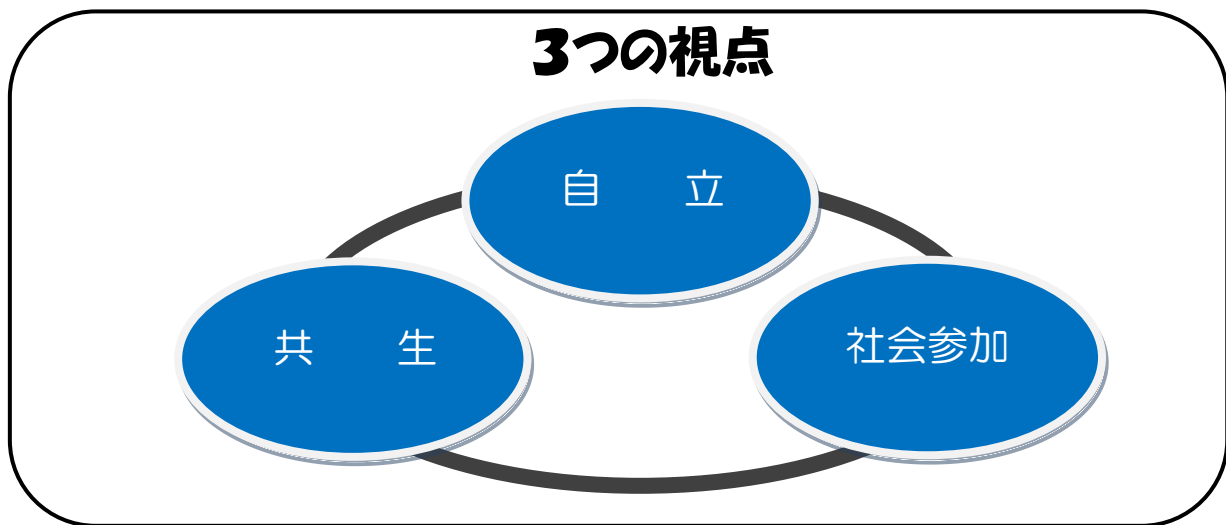 3つの視点
自　　立
共　　生
社会参加